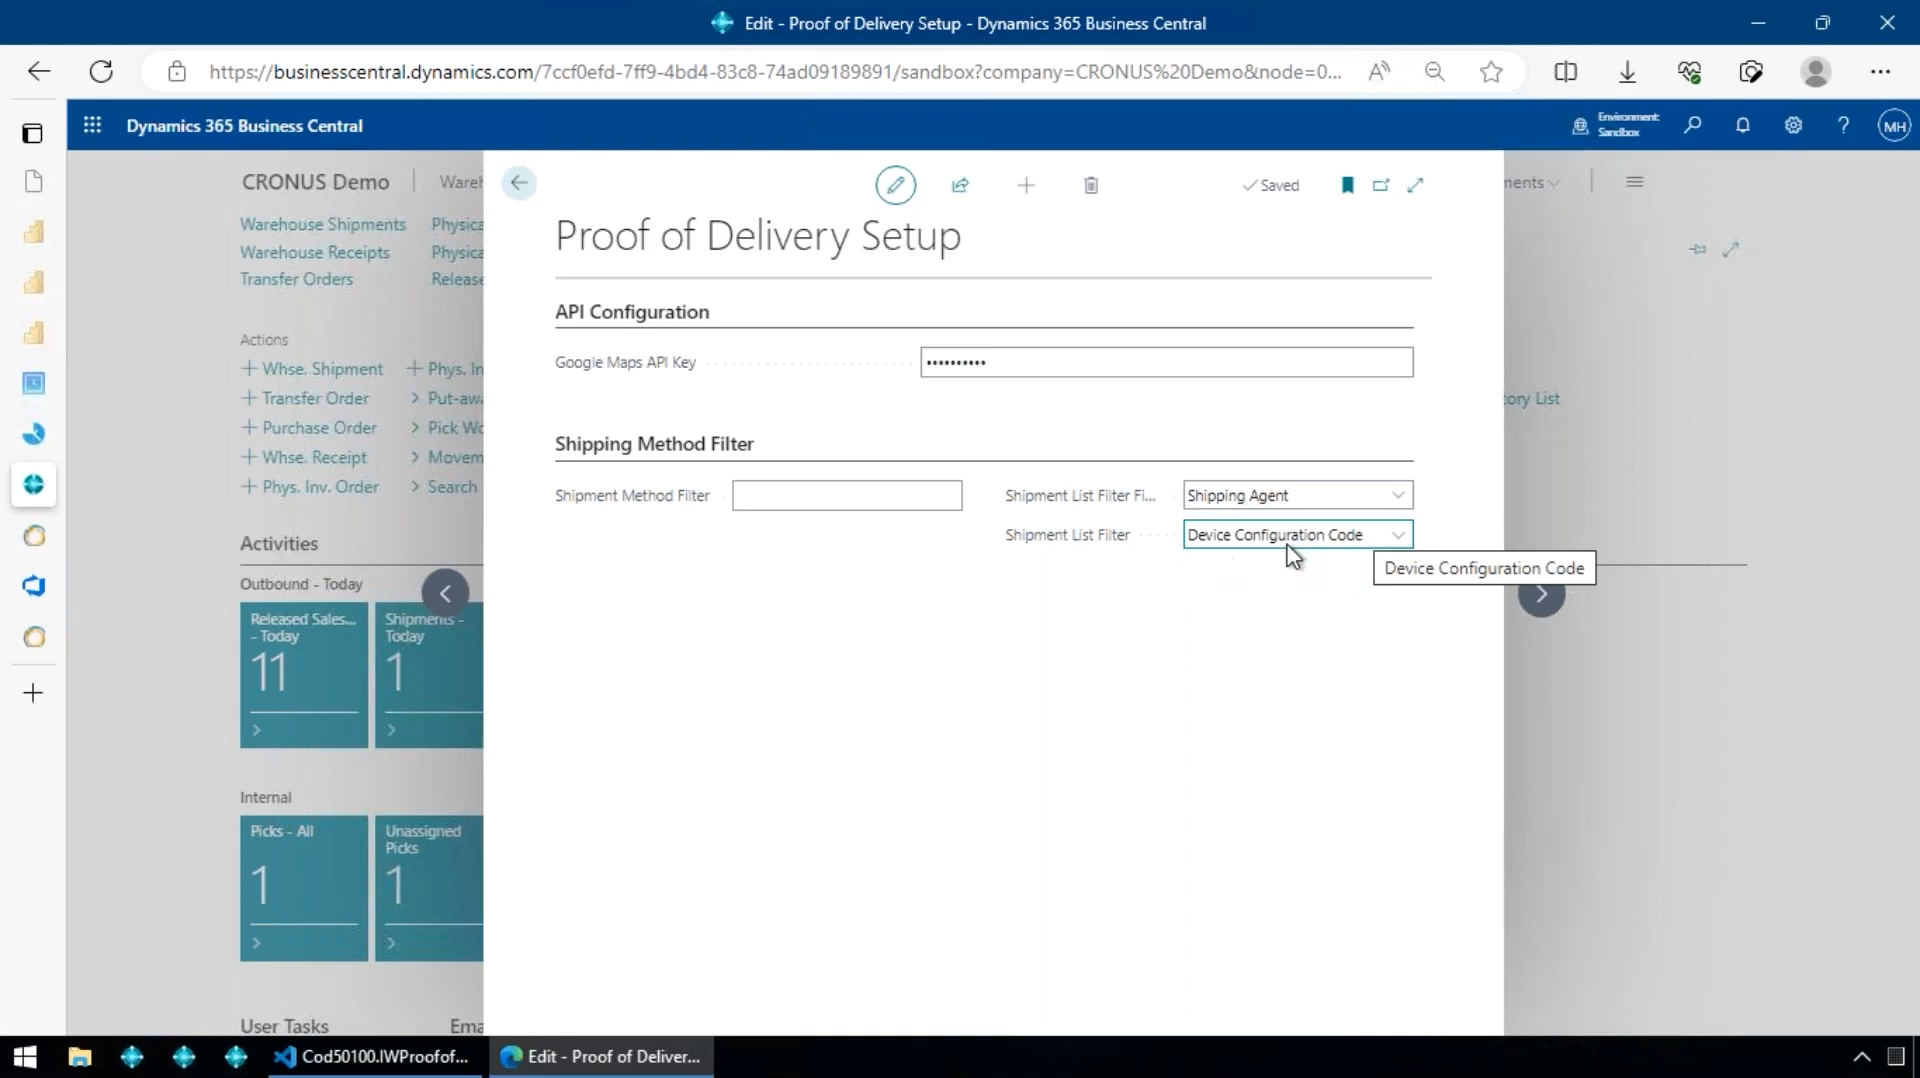 Edit - Proof of Delivery Setup - Dynamics 365 Business Central
https://businesscentral.dynamics.com/7ccf0efd-7ff9-4bd4-83c8-74ad09189891/sandbox?company=CRONUS%20Demo&node=0...
Dynamics 365 Business Central
Environment:
Sandbox
MH
CRONUS Demo
Wareh
Saved
ments
Warehouse Shipments
Physica
Warehouse Receipts
Physica
Transfer Orders
Release
Proof of Delivery Setup
API Configuration
Google Maps API Key
••••••••••
Actions
+ Whse. Shipment
+ Phys. In
+ Transfer Order
> Put-awa
tory List
+ Purchase Order
> Pick Wo
+ Whse. Receipt
> Movem
+ Phys. Inv. Order
> Search
Shipping Method Filter
Shipment Method Filter
Shipment List Filter Fi...
Shipping Agent
Shipment List Filter
Device Configuration Code
Device Configuration Code
Activities
Outbound - Today
Released Sales...
- Today
11
Shipments -
Today
1
Internal
Picks - All
1
Unassigned
Picks
1
User Tasks
Ema
Cod50100.IWProofof...
Edit - Proof of Deliver...